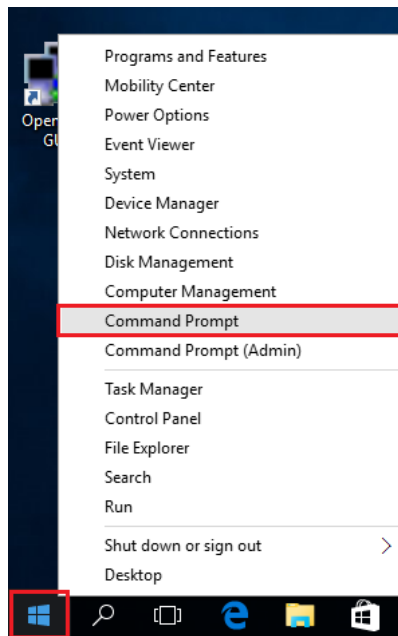 Programs and Features
Mobility Center
Power Options
Event Viewer
System
Device Manager
Network Connections
Disk Management
Computer Management
Command Prompt
Command Prompt (Admin)
Task Manager
Control Panel
File Explorer
Search
Run
Shut down or sign out
Desktop